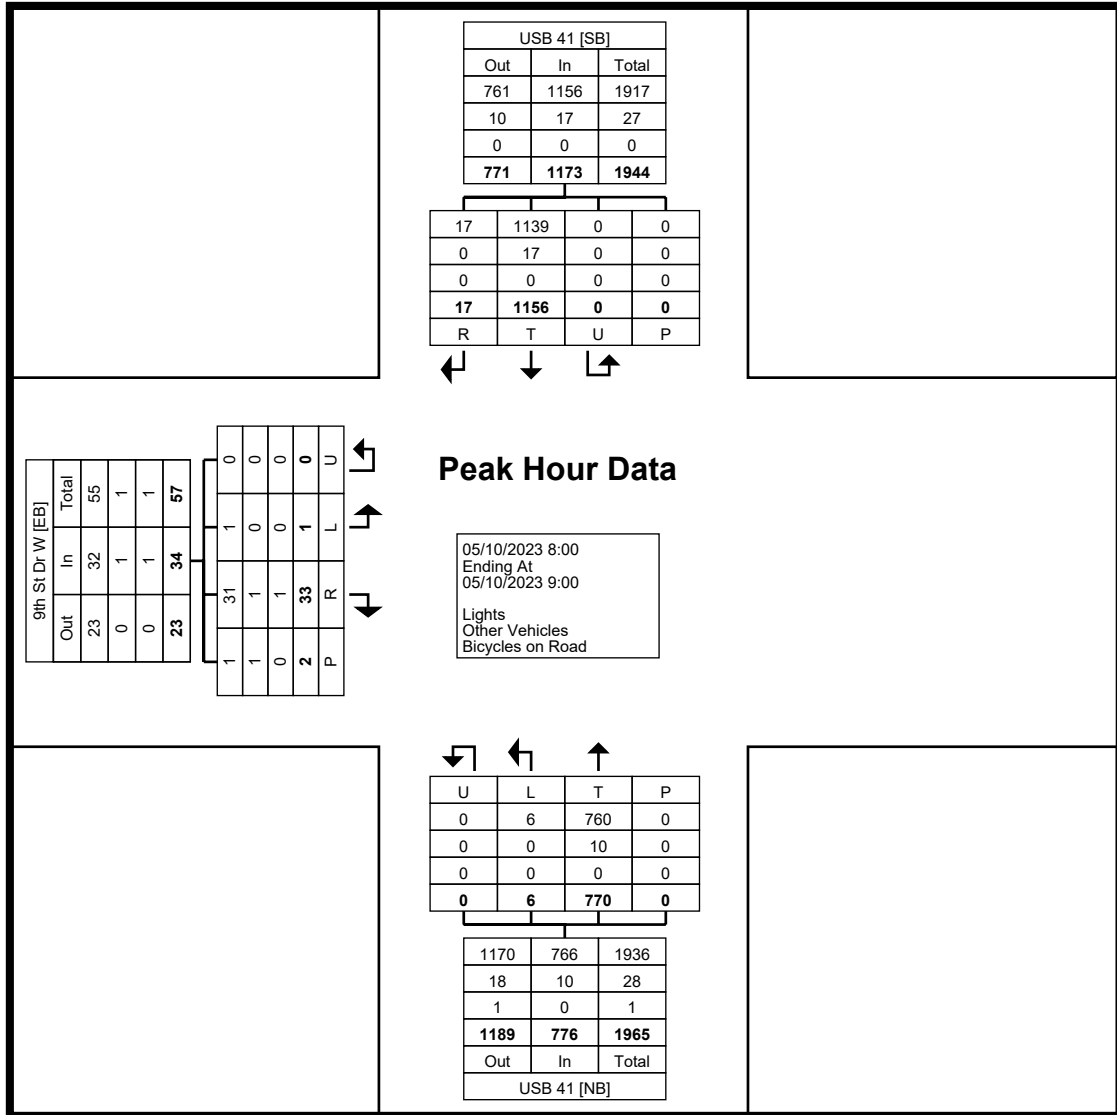 USB 41 [SB]
Out In Total
761 1156 1917
10 17 27
0 0 0
771 1173 1944
17 1139 0 0
0 17 0 0
0 0 0 0
17 1156 0 0
R T U P
Peak Hour Data
05/10/2023 8:00
Ending At
05/10/2023 9:00
Lights
Other Vehicles
Bicycles on Road
9th St Dr W [EB]
Out In Total
23 32 55
0 1 1
0 1 1
23 34 57
1 31 1 0
1 1 0 0
0 1 0 0
2 33 1 0
P R L U
U L T P
0 6 760 0
0 0 10 0
0 0 0 0
0 6 770 0
1170 766 1936
18 10 28
1 0 1
1189 776 1965
Out In Total
USB 41 [NB]